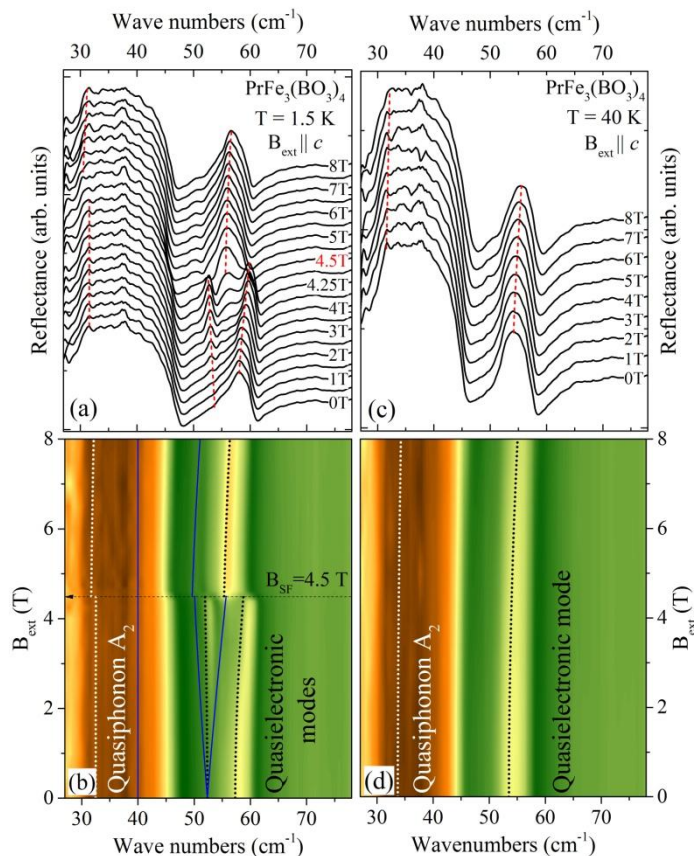 Wave numbers (cm⁻¹)
30 40 50 60 70
PrFe₃(BO₃)₄
T = 1.5 K
B_ext || c
8T
7T
6T
5T
4.5T
4.25T
4T
3T
2T
1T
0T
Reflectance (arb. units)
(a)
Wave numbers (cm⁻¹)
30 40 50 60 70
PrFe₃(BO₃)₄
T = 40 K
B_ext || c
8T
7T
6T
5T
4T
3T
2T
1T
0T
Reflectance (arb. units)
(c)
8
6
4
2
0
B_ext (T)
B_SF=4.5 T
Quasiphonon A₂
Quasielectronic
modes
(b)
30 40 50 60 70
Wave numbers (cm⁻¹)
8
6
4
2
0
B_ext (T)
Quasiphonon A₂
Quasielectronic mode
(d)
30 40 50 60 70
Wavenumbers (cm⁻¹)